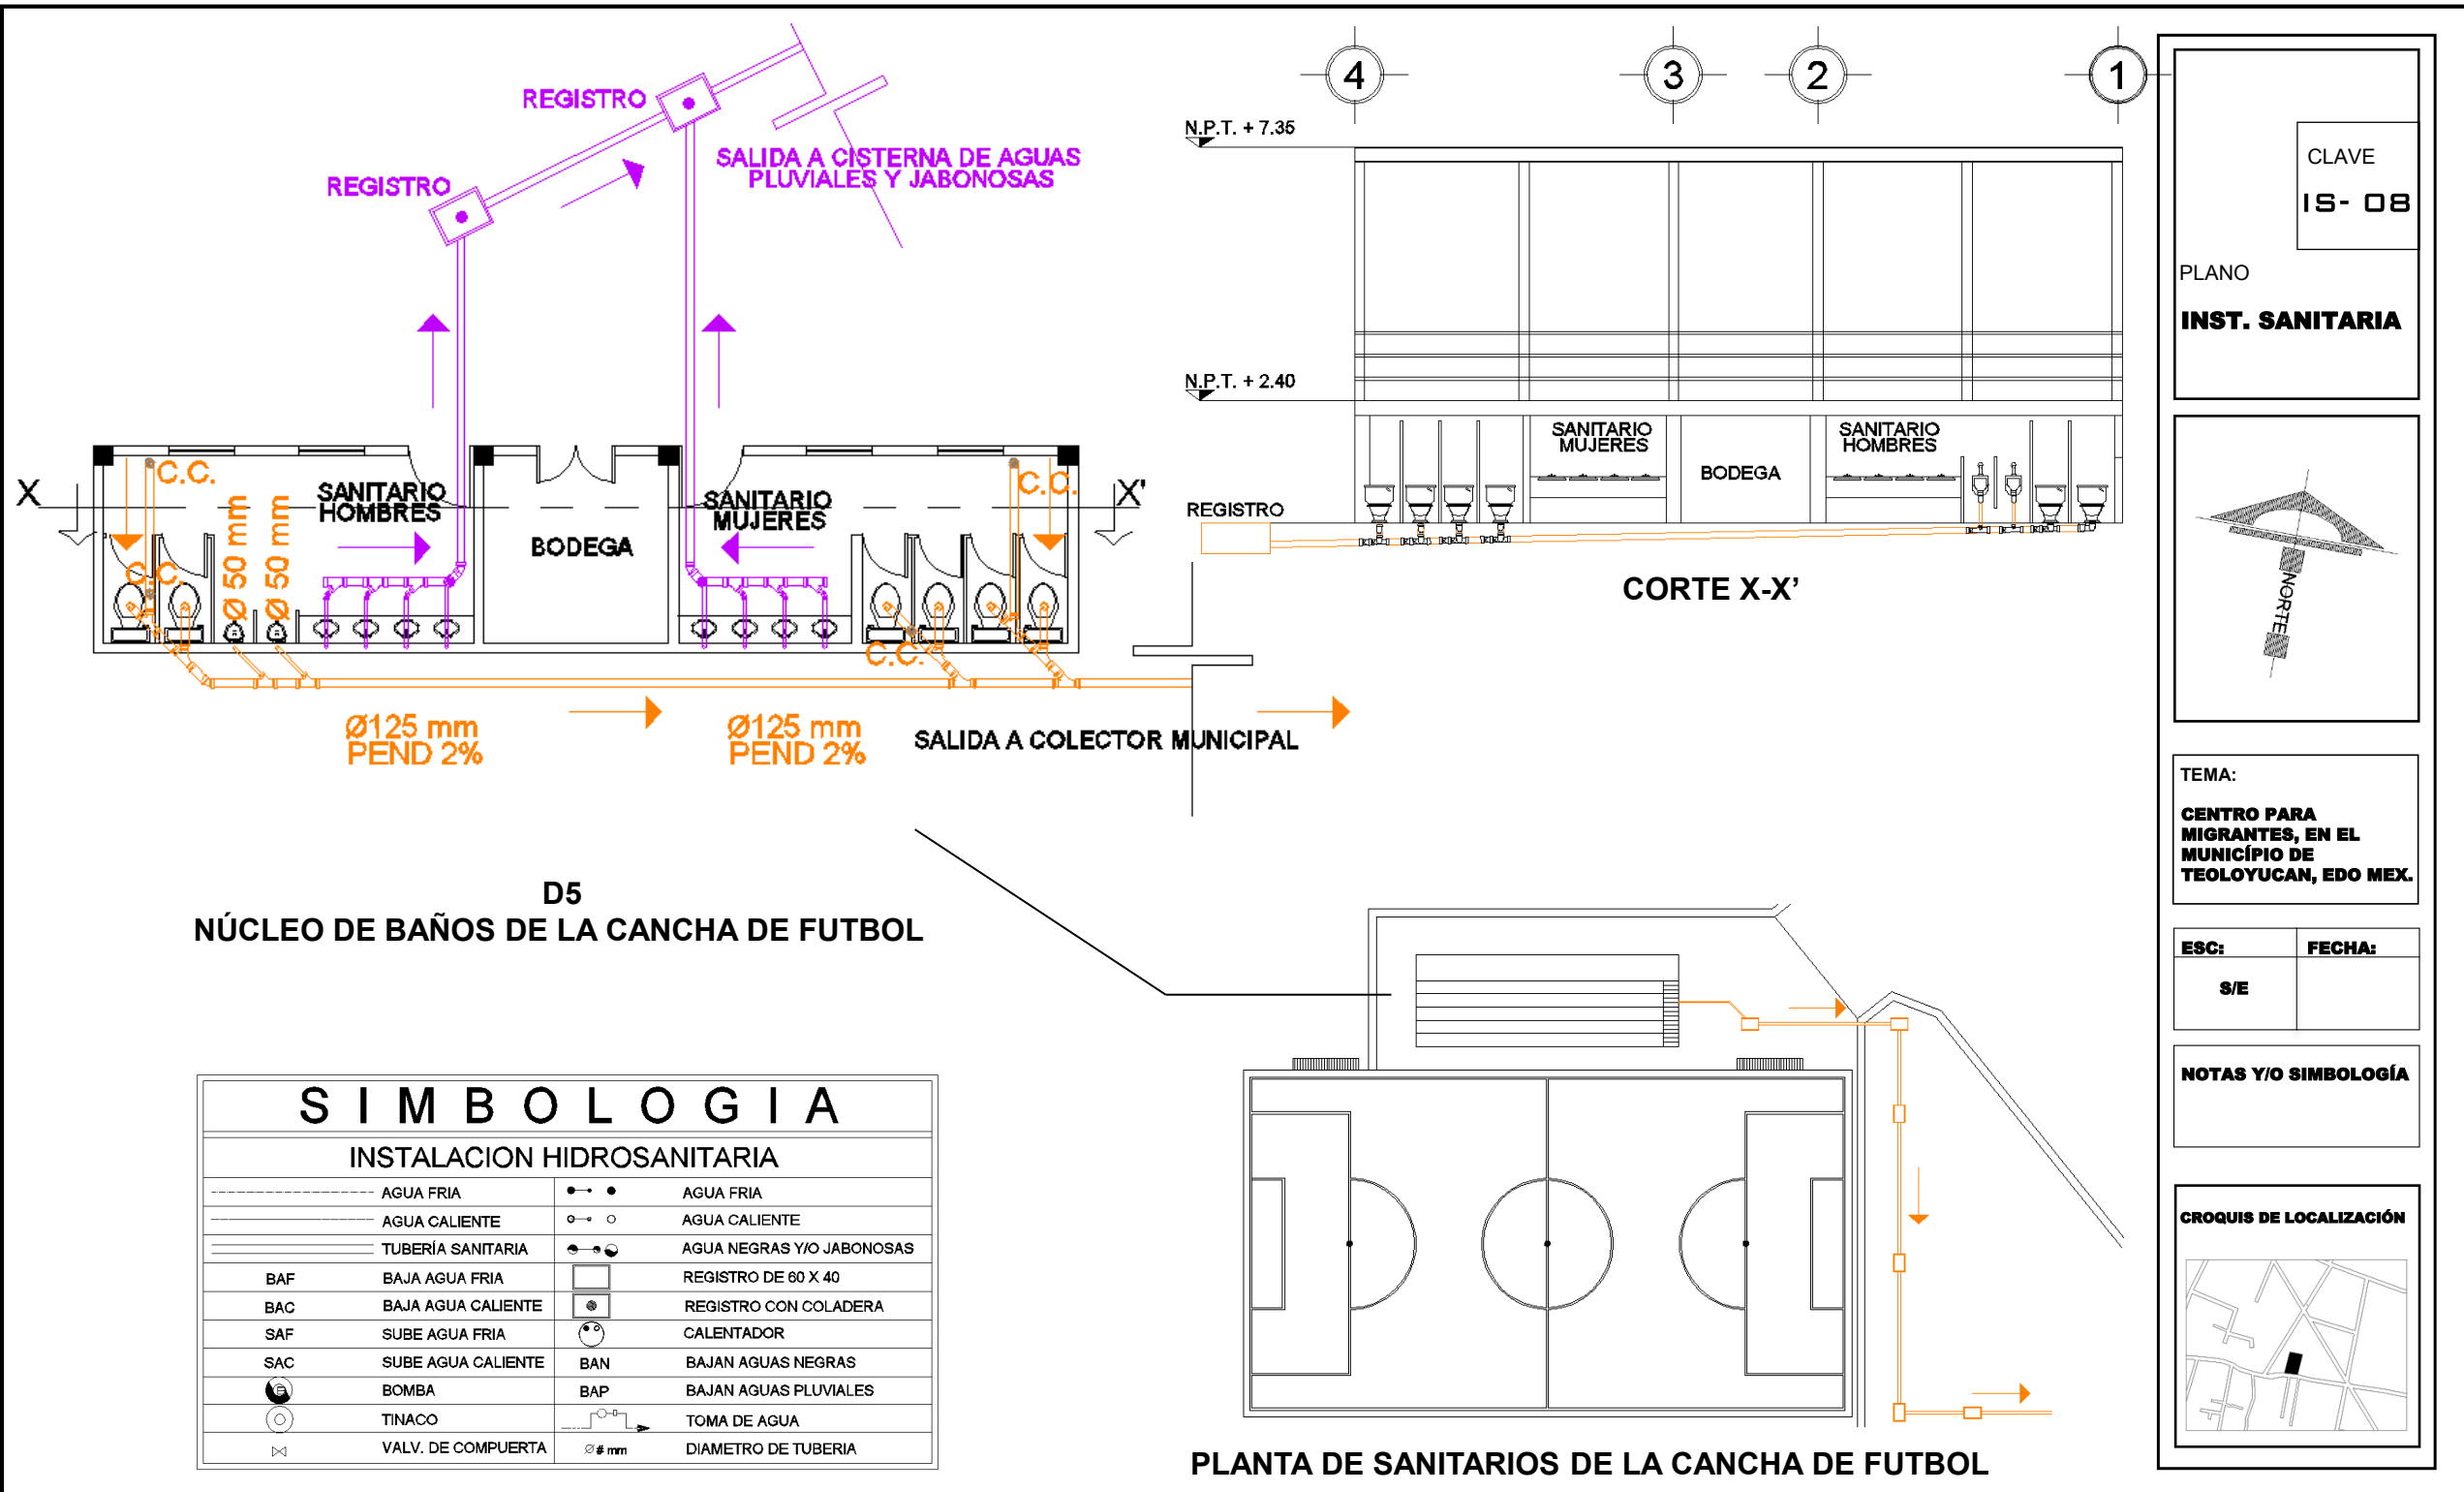 REGISTRO
REGISTRO
SALIDA A CISTERNA DE AGUAS
PLUVIALES Y JABONOSAS
X
X'
C.C.
C.C.
C.C.
C.C.
Ø 50 mm
Ø 50 mm
SANITARIO
HOMBRES
BODEGA
SANITARIO
MUJERES
Ø125 mm
PEND 2%
Ø125 mm
PEND 2%
SALIDA A COLECTOR MUNICIPAL
D5
NÚCLEO DE BAÑOS DE LA CANCHA DE FUTBOL
4
3
2
1
N.P.T. + 7.35
N.P.T. + 2.40
SANITARIO
MUJERES
BODEGA
SANITARIO
HOMBRES
REGISTRO
CORTE X-X’
SIMBOLOGIA
INSTALACION HIDROSANITARIA
AGUA FRIA
AGUA FRIA
AGUA CALIENTE
AGUA CALIENTE
TUBERÍA SANITARIA
AGUA NEGRAS Y/O JABONOSAS
BAF BAJA AGUA FRIA
REGISTRO DE 60 X 40
BAC BAJA AGUA CALIENTE
REGISTRO CON COLADERA
SAF SUBE AGUA FRIA
CALENTADOR
SAC SUBE AGUA CALIENTE
BAN BAJAN AGUAS NEGRAS
BOMBA
BAP BAJAN AGUAS PLUVIALES
TINACO
TOMA DE AGUA
VALV. DE COMPUERTA
Ø # mm DIAMETRO DE TUBERIA
PLANTA DE SANITARIOS DE LA CANCHA DE FUTBOL
CLAVE
IS- 08
PLANO
INST. SANITARIA
NORTE
TEMA:
CENTRO PARA
MIGRANTES, EN EL
MUNICÍPIO DE
TEOLOYUCAN, EDO MEX.
ESC:
FECHA:
S/E
NOTAS Y/O SIMBOLOGÍA
CROQUIS DE LOCALIZACIÓN